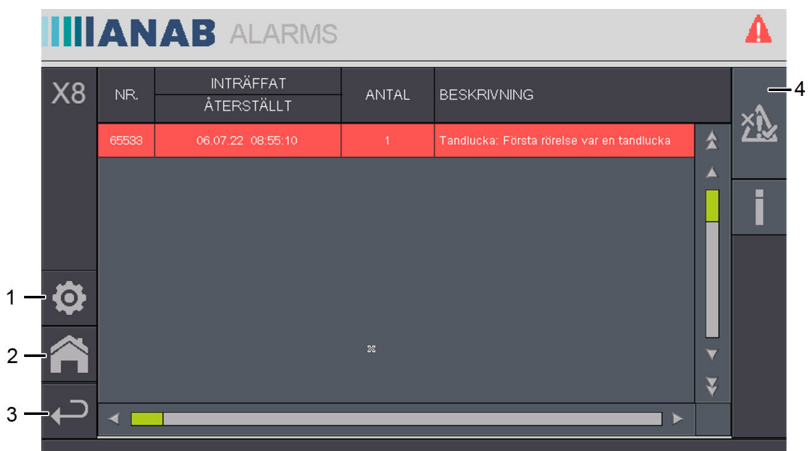 ANAB ALARMS
X8
NR.
INTRÄFFAT
ÅTERSTÄLLT
ANTAL
BESKRIVNING
4
65533
06.07.22 08:55:10
1
Tandlucka: Första rörelse var en tandlucka
i
1
2
3